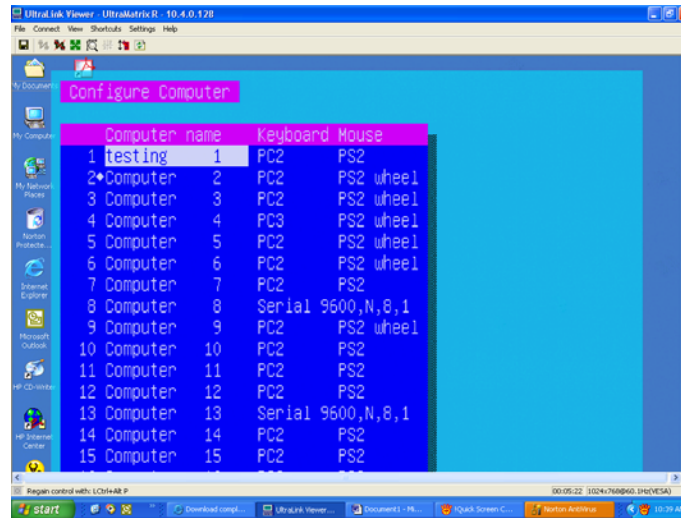 UltraLink Viewer - UltraMatrix R - 10.4.0.128
File Connect View Shortcuts Settings Help
My Document
Configure Computer
My Computer
Computer name Keyboard Mouse
1 testing 1 PC2 PS2
2♦Computer 2 PC2 PS2 wheel
My Network
Places
3 Computer 3 PC2 PS2 wheel
4 Computer 4 PC3 PS2 wheel
Norton
Protecte...
5 Computer 5 PC2 PS2 wheel
6 Computer 6 PC2 PS2 wheel
Internet
Explorer
7 Computer 7 PC2 PS2
8 Computer 8 Serial 9600,N,8,1
9 Computer 9 PC2 PS2 wheel
Microsoft
Outlook
10 Computer 10 PC2 PS2
11 Computer 11 PC2 PS2
HP CD-Writer
12 Computer 12 PC2 PS2
13 Computer 13 Serial 9600,N,8,1
14 Computer 14 PC2 PS2
HP Internet
Center
15 Computer 15 PC2 PS2
Regain control with: LCtrl+Alt P 00:05:22 1024x768@60.1Hz(VESA)
start Download compl... UltraLink Viewer... Document1 - Mi... !Quick Screen C... Norton AntiVirus 10:39 A